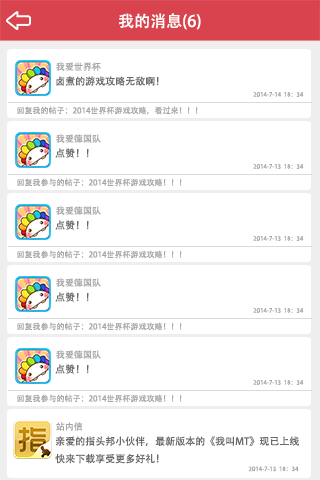 我的消息(6)
我爱世界杯
卤煮的游戏攻略无敌啊！
2014-7-14 18：34
回复我的帖子：2014世界杯游戏攻略，看过来！！！
我爱德国队
点赞！！
2014-7-13 18：34
回复我参与的帖子：2014世界杯游戏攻略！！！
我爱德国队
点赞！！
2014-7-13 18：34
回复我参与的帖子：2014世界杯游戏攻略！！！
我爱德国队
点赞！！
2014-7-13 18：34
回复我参与的帖子：2014世界杯游戏攻略！！！
我爱德国队
点赞！！
2014-7-13 18：34
回复我参与的帖子：2014世界杯游戏攻略！！！
指
站内信
亲爱的指头邦小伙伴，最新版本的《我叫MT》现已上线
快来下载享受更多好礼！
2014-7-13 18：34